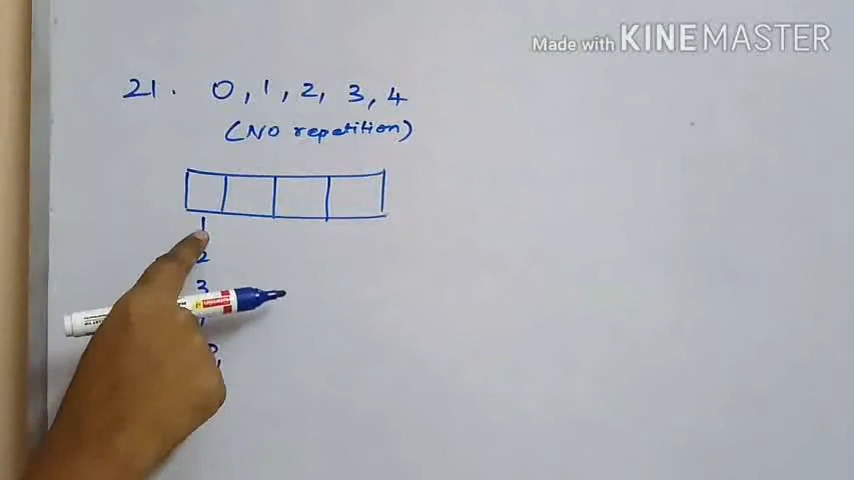 Made with KINEMASTER
21. 0, 1, 2, 3, 4
(No repetition)
1
2
3